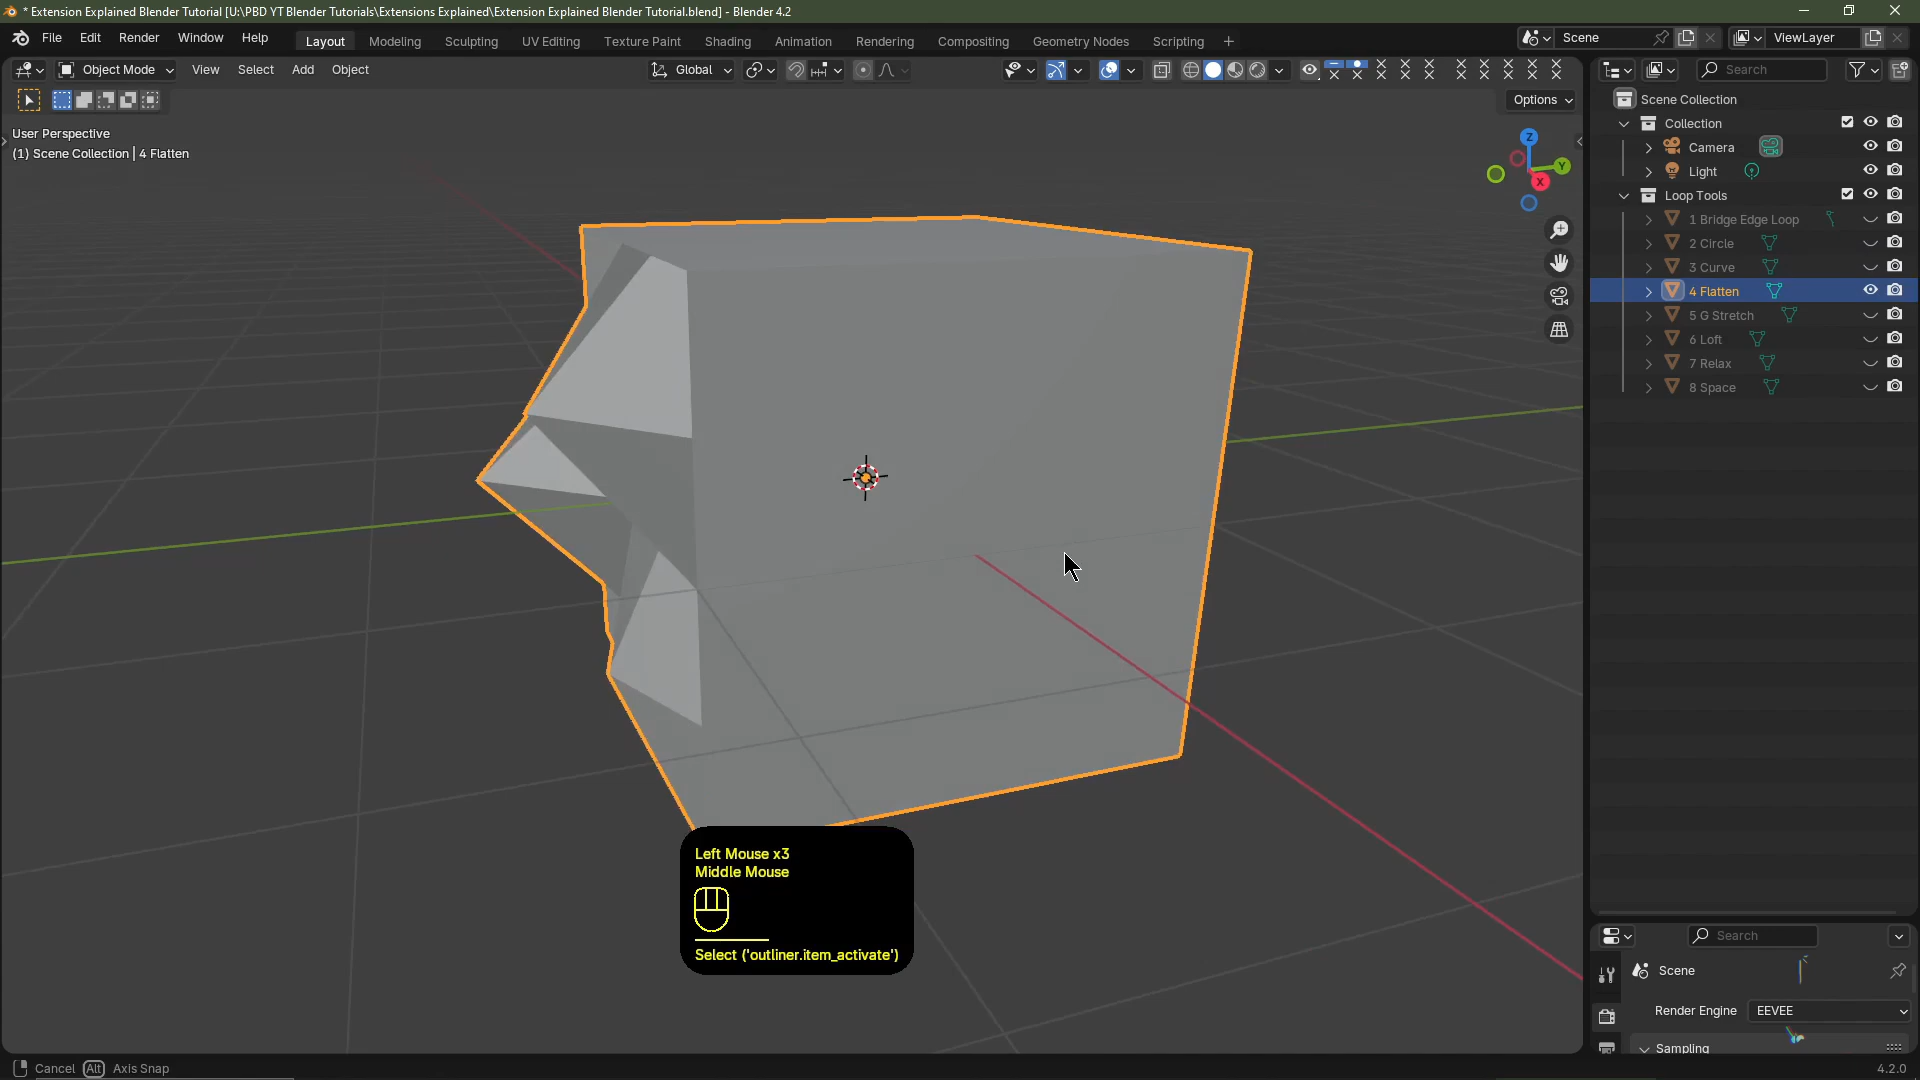 * Extension Explained Blender Tutorial [U:\PBD YT Blender Tutorials\Extensions Explained\Extension Explained Blender Tutorial.blend] - Blender 4.2
File Edit Render Window Help
Layout Modeling Sculpting UV Editing Texture Paint Shading Animation Rendering Compositing Geometry Nodes Scripting +
Scene
ViewLayer
Object Mode View Select Add Object
Global
Search
Options
User Perspective
(1) Scene Collection | 4 Flatten
Z
Y
X
Scene Collection
Collection
Camera
Light
Loop Tools
1 Bridge Edge Loop
2 Circle
3 Curve
4 Flatten
5 G Stretch
6 Loft
7 Relax
8 Space
Left Mouse x3
Middle Mouse
Select ('outliner.item_activate')
Search
Scene
Render Engine EEVEE
Sampling
Cancel Alt Axis Snap
4.2.0